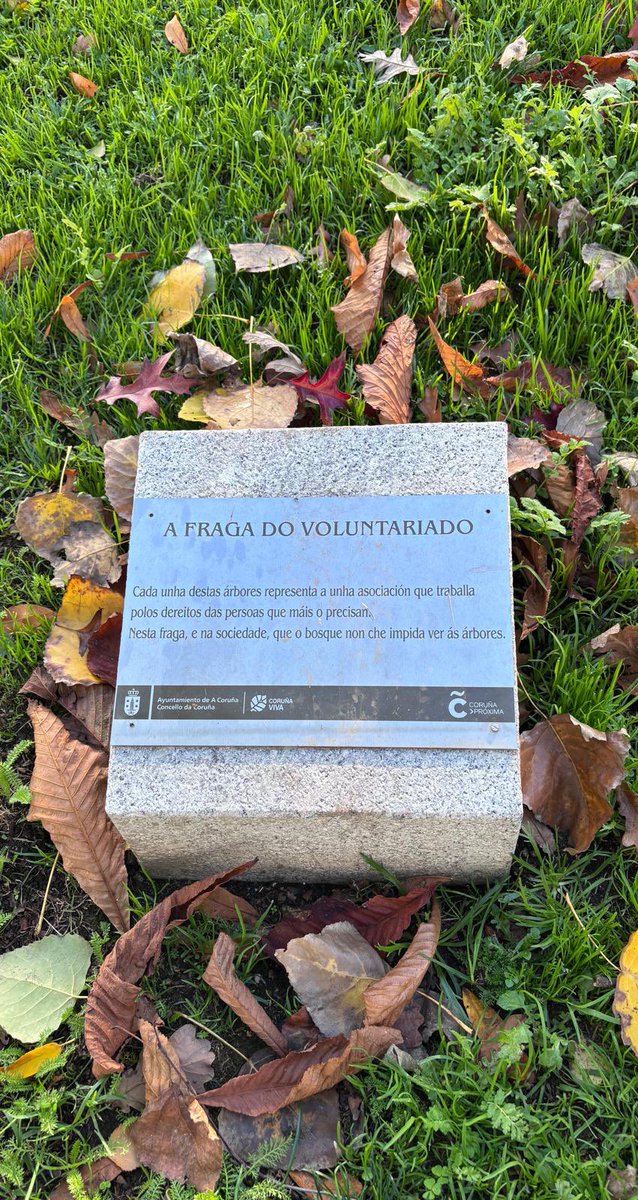 A FRAGA DO VOLUNTARIADO
Cada unha destas árbores representa a unha asociación que traballa
polos dereitos das persoas que máis o precisan.
Nesta fraga, e na sociedade, que o bosque non che impida ver ás árbores.
Ayuntamiento de A Coruña
Concello da Coruña
CORUÑA
VIVA
CORUÑA
>PRÓXIMA